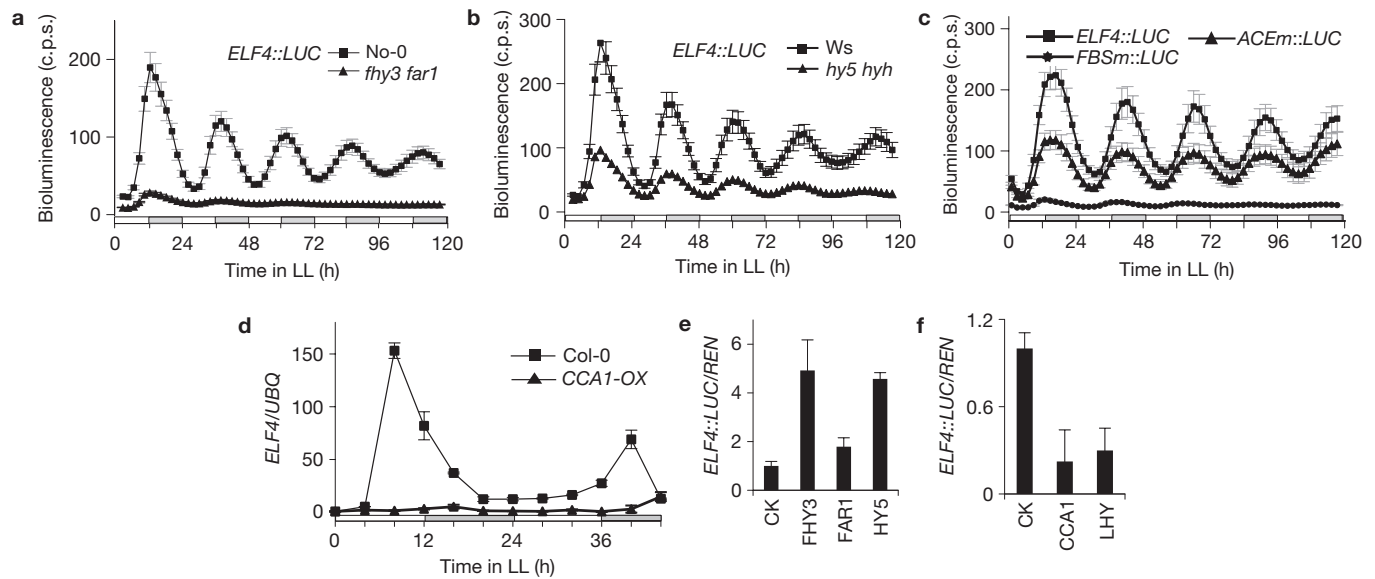 a
Bioluminescence (c.p.s.)
200
100
0
ELF4::LUC
No-0
fhy3 far1
0 24 48 72 96 120
Time in LL (h)
b
Bioluminescence (c.p.s.)
300
200
100
0
ELF4::LUC
Ws
hy5 hyh
0 24 48 72 96 120
Time in LL (h)
c
Bioluminescence (c.p.s.)
300
200
100
0
ELF4::LUC
ACEm::LUC
FBSm::LUC
0 24 48 72 96 120
Time in LL (h)
d
ELF4/UBQ
150
100
50
0
Col-0
CCA1-OX
0 12 24 36
Time in LL (h)
e
ELF4::LUC/REN
6
4
2
0
CK
FHY3
FAR1
HY5
f
ELF4::LUC/REN
1.2
0.6
0
CK
CCA1
LHY